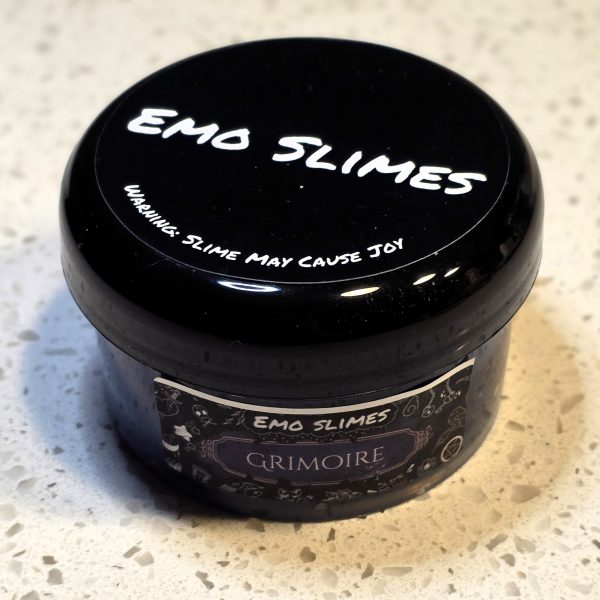 Emo Slimes
Warning: Slime May Cause Joy
EMO SLIMES
GRIMOIRE